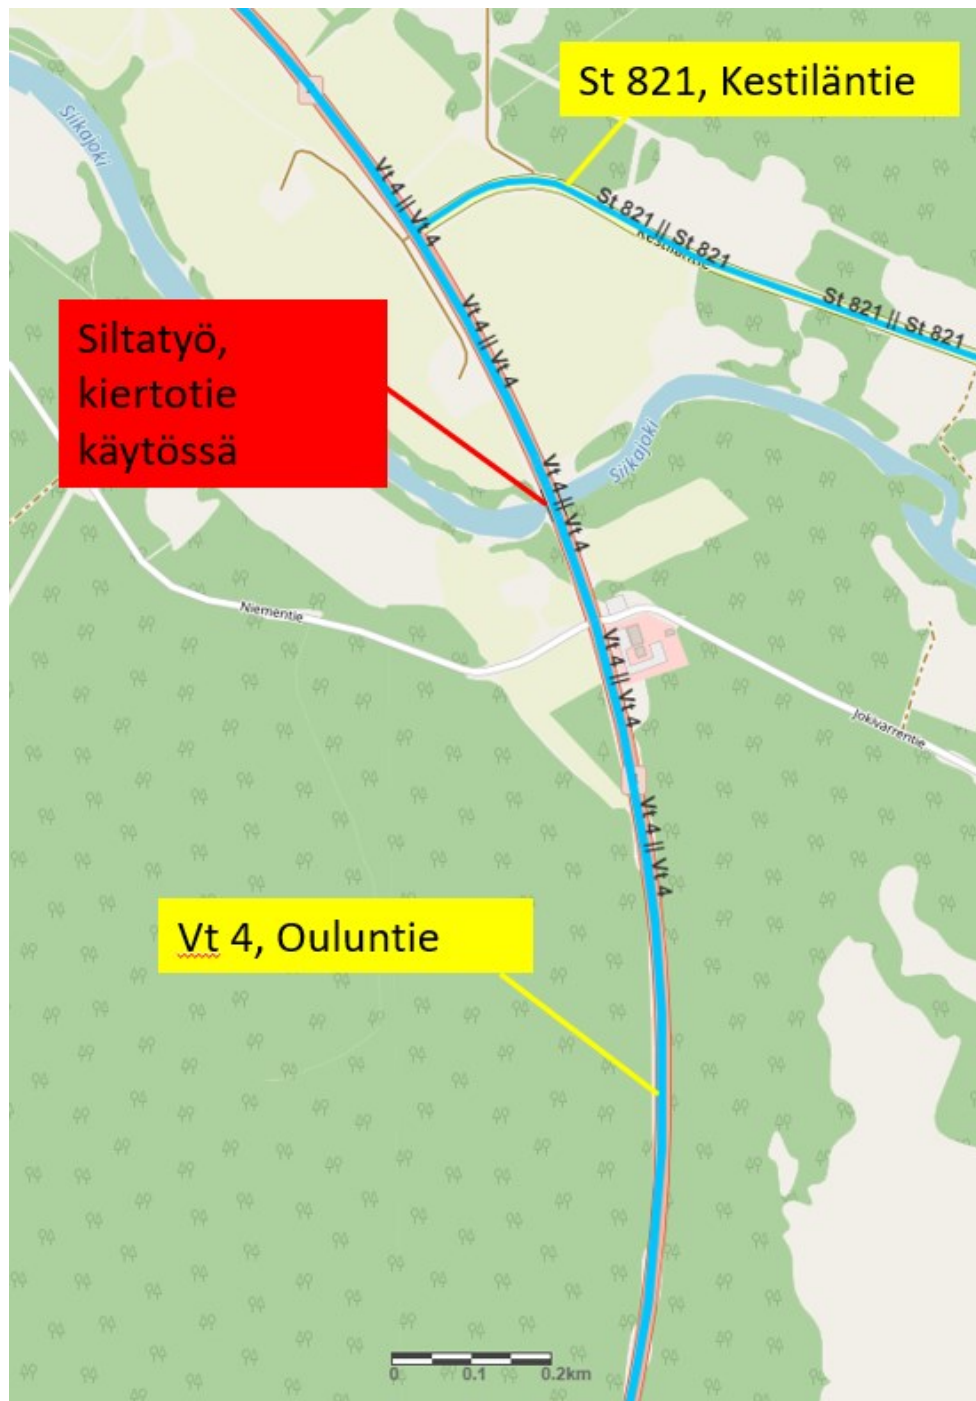 St 821, Kestiläntie
Siikajoki
Vt 4 || Vt 4
St 821 || St 821
Kestiläntie
St 821 || St 821
Vt 4 || Vt 4
Siltatyö,
kiertotie
käytössä
Siikajoki
Vt 4 || Vt 4
Niementie
Vt 4 || Vt 4
Jokivarrentie
Vt 4 || Vt 4
Vt 4, Ouluntie
0 0.1 0.2km